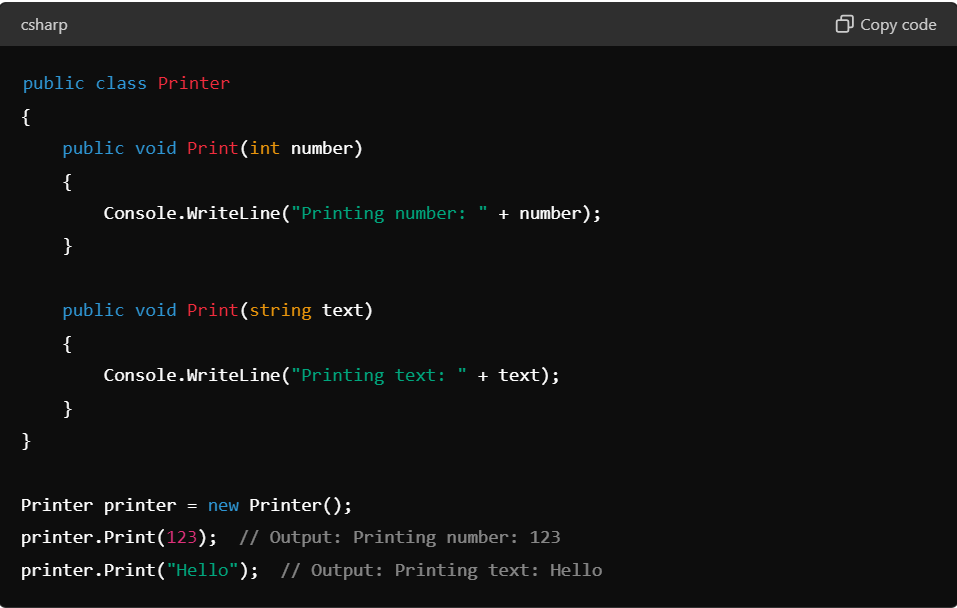 csharp
Copy code
public class Printer
{
    public void Print(int number)
    {
        Console.WriteLine("Printing number: " + number);
    }

    public void Print(string text)
    {
        Console.WriteLine("Printing text: " + text);
    }
}

Printer printer = new Printer();
printer.Print(123);  // Output: Printing number: 123
printer.Print("Hello");  // Output: Printing text: Hello